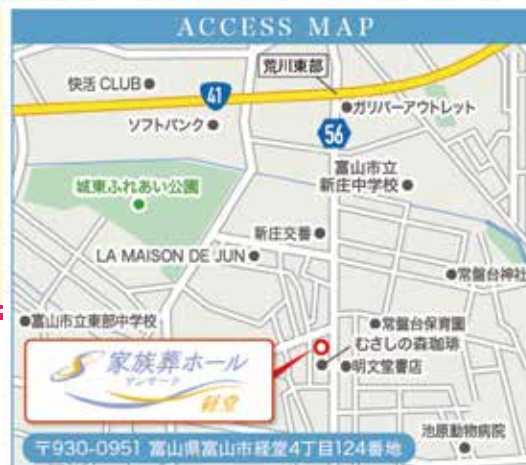 ACCESS MAP
荒川東部
快活 CLUB
41
ガリバーアウトレット
ソフトバンク
56
富山市立
新庄中学校
城東ふれあい公園
新庄交番
LA MAISON DE JUN
常盤台神社
富山市立東部中学校
常盤台保育園
むさしの森珈琲
明文堂書店
家族葬ホール
経堂
池原動物病院
〒930-0951 富山県富山市経堂4丁目124番地